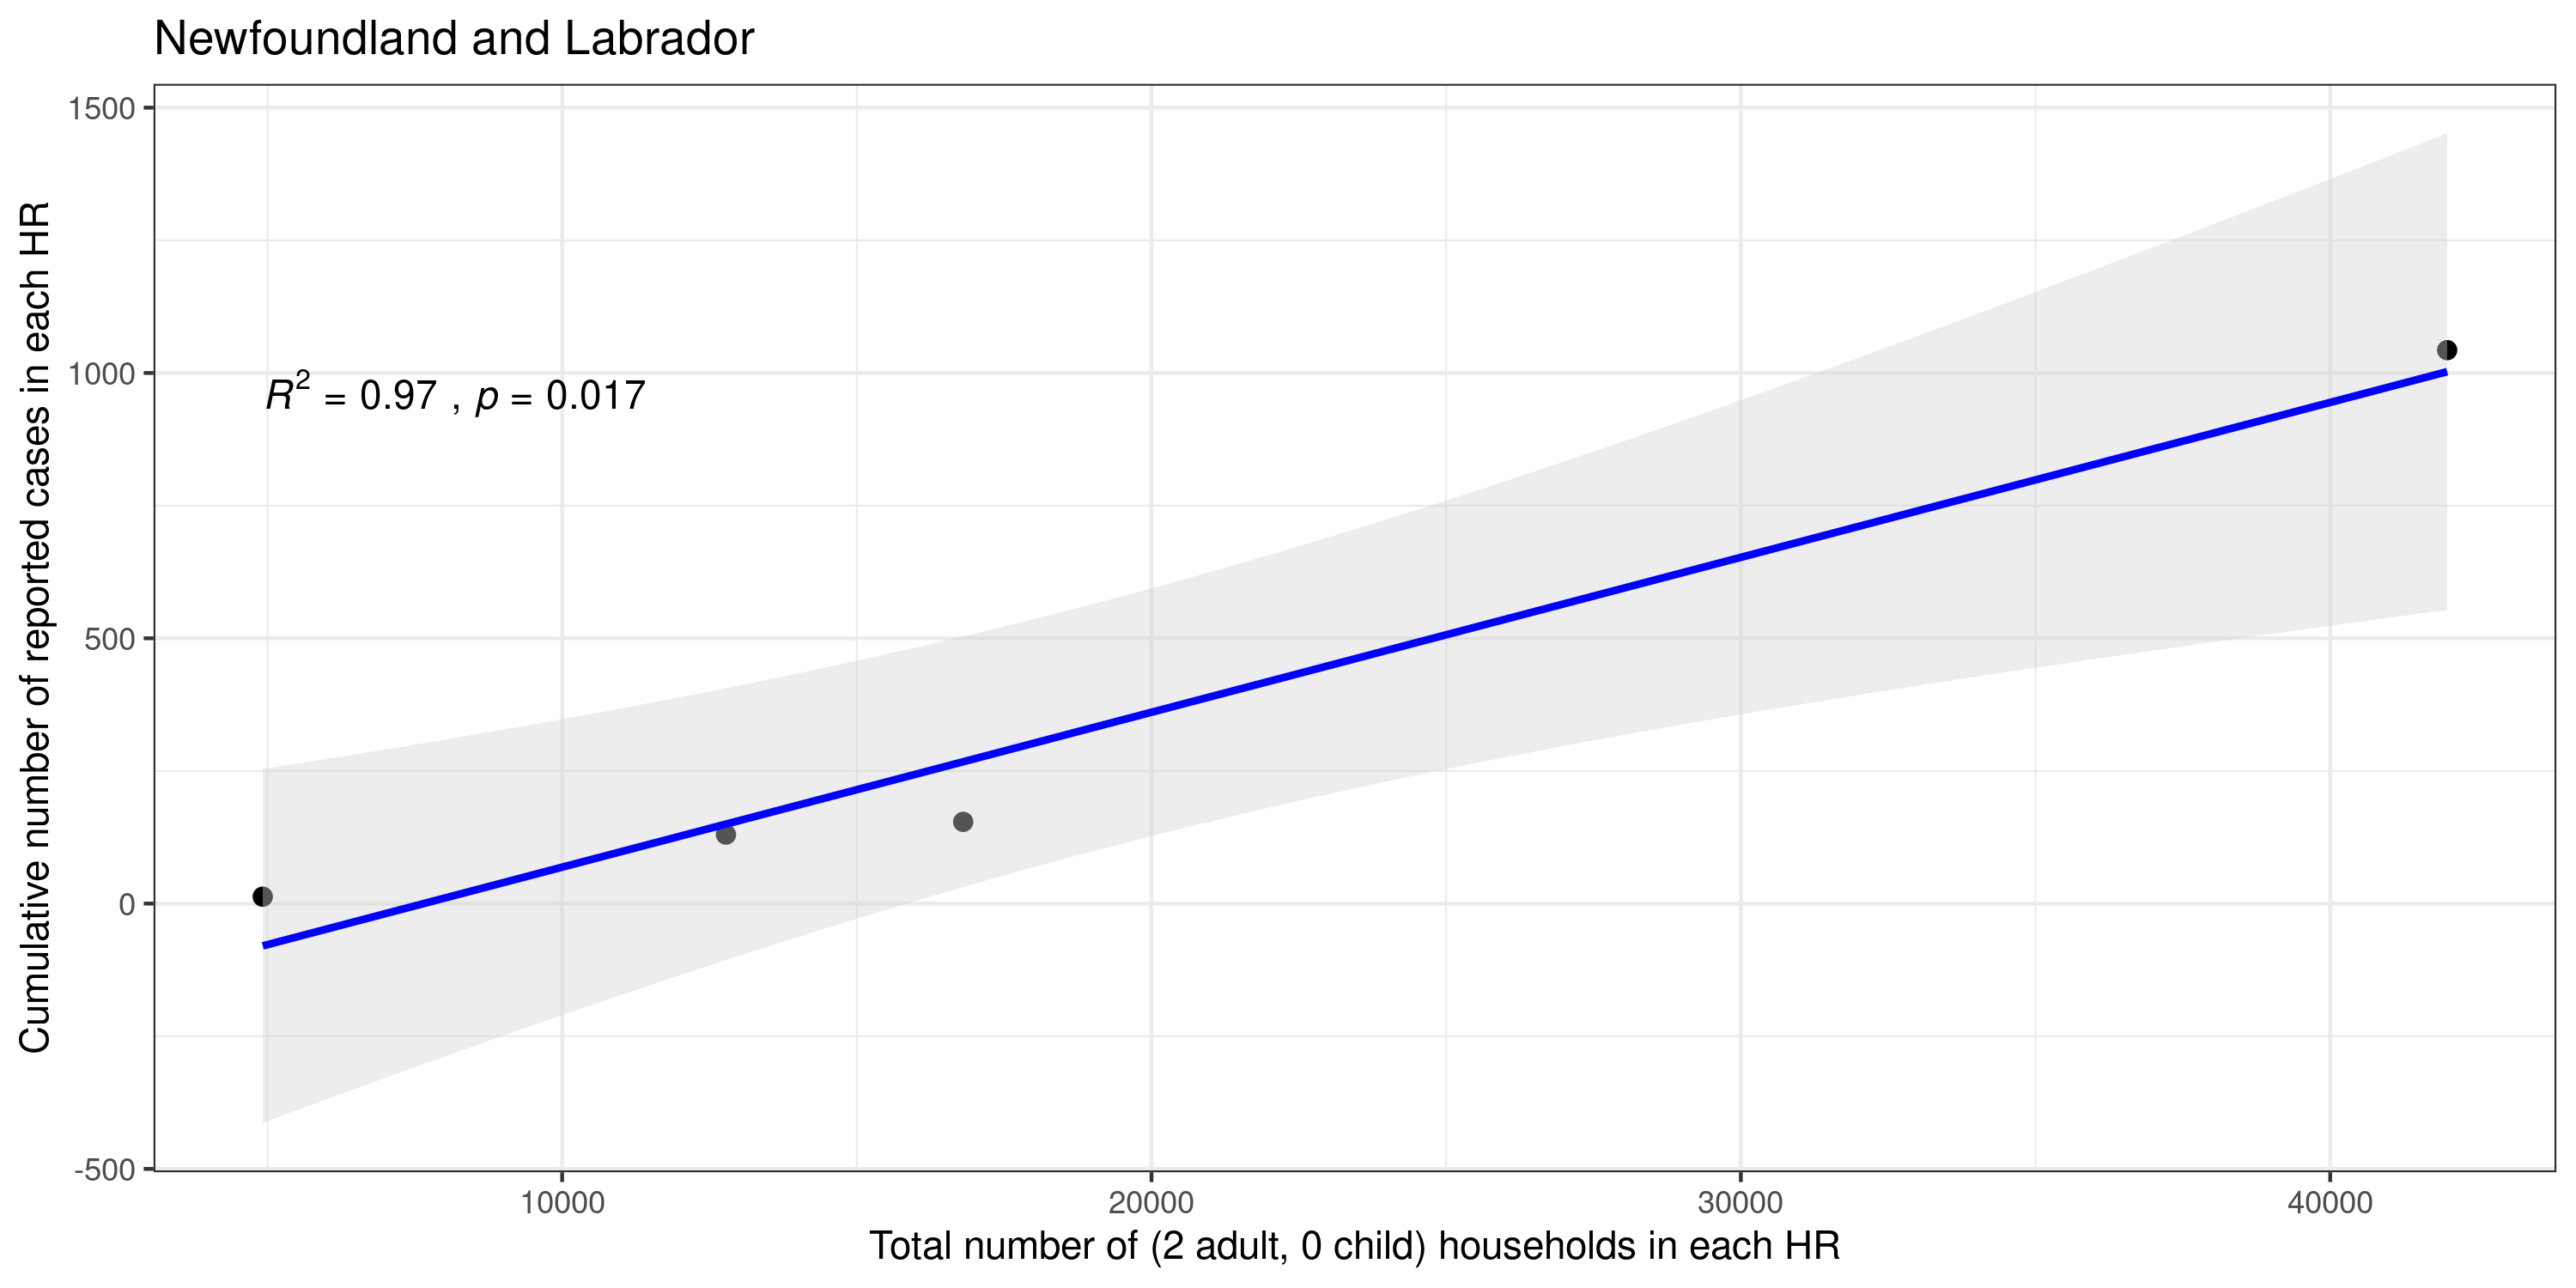 Newfoundland and Labrador
Cumulative number of reported cases in each HR
1500
1000
500
0
-500
R² = 0.97 , p = 0.017
10000 20000 30000 40000
Total number of (2 adult, 0 child) households in each HR